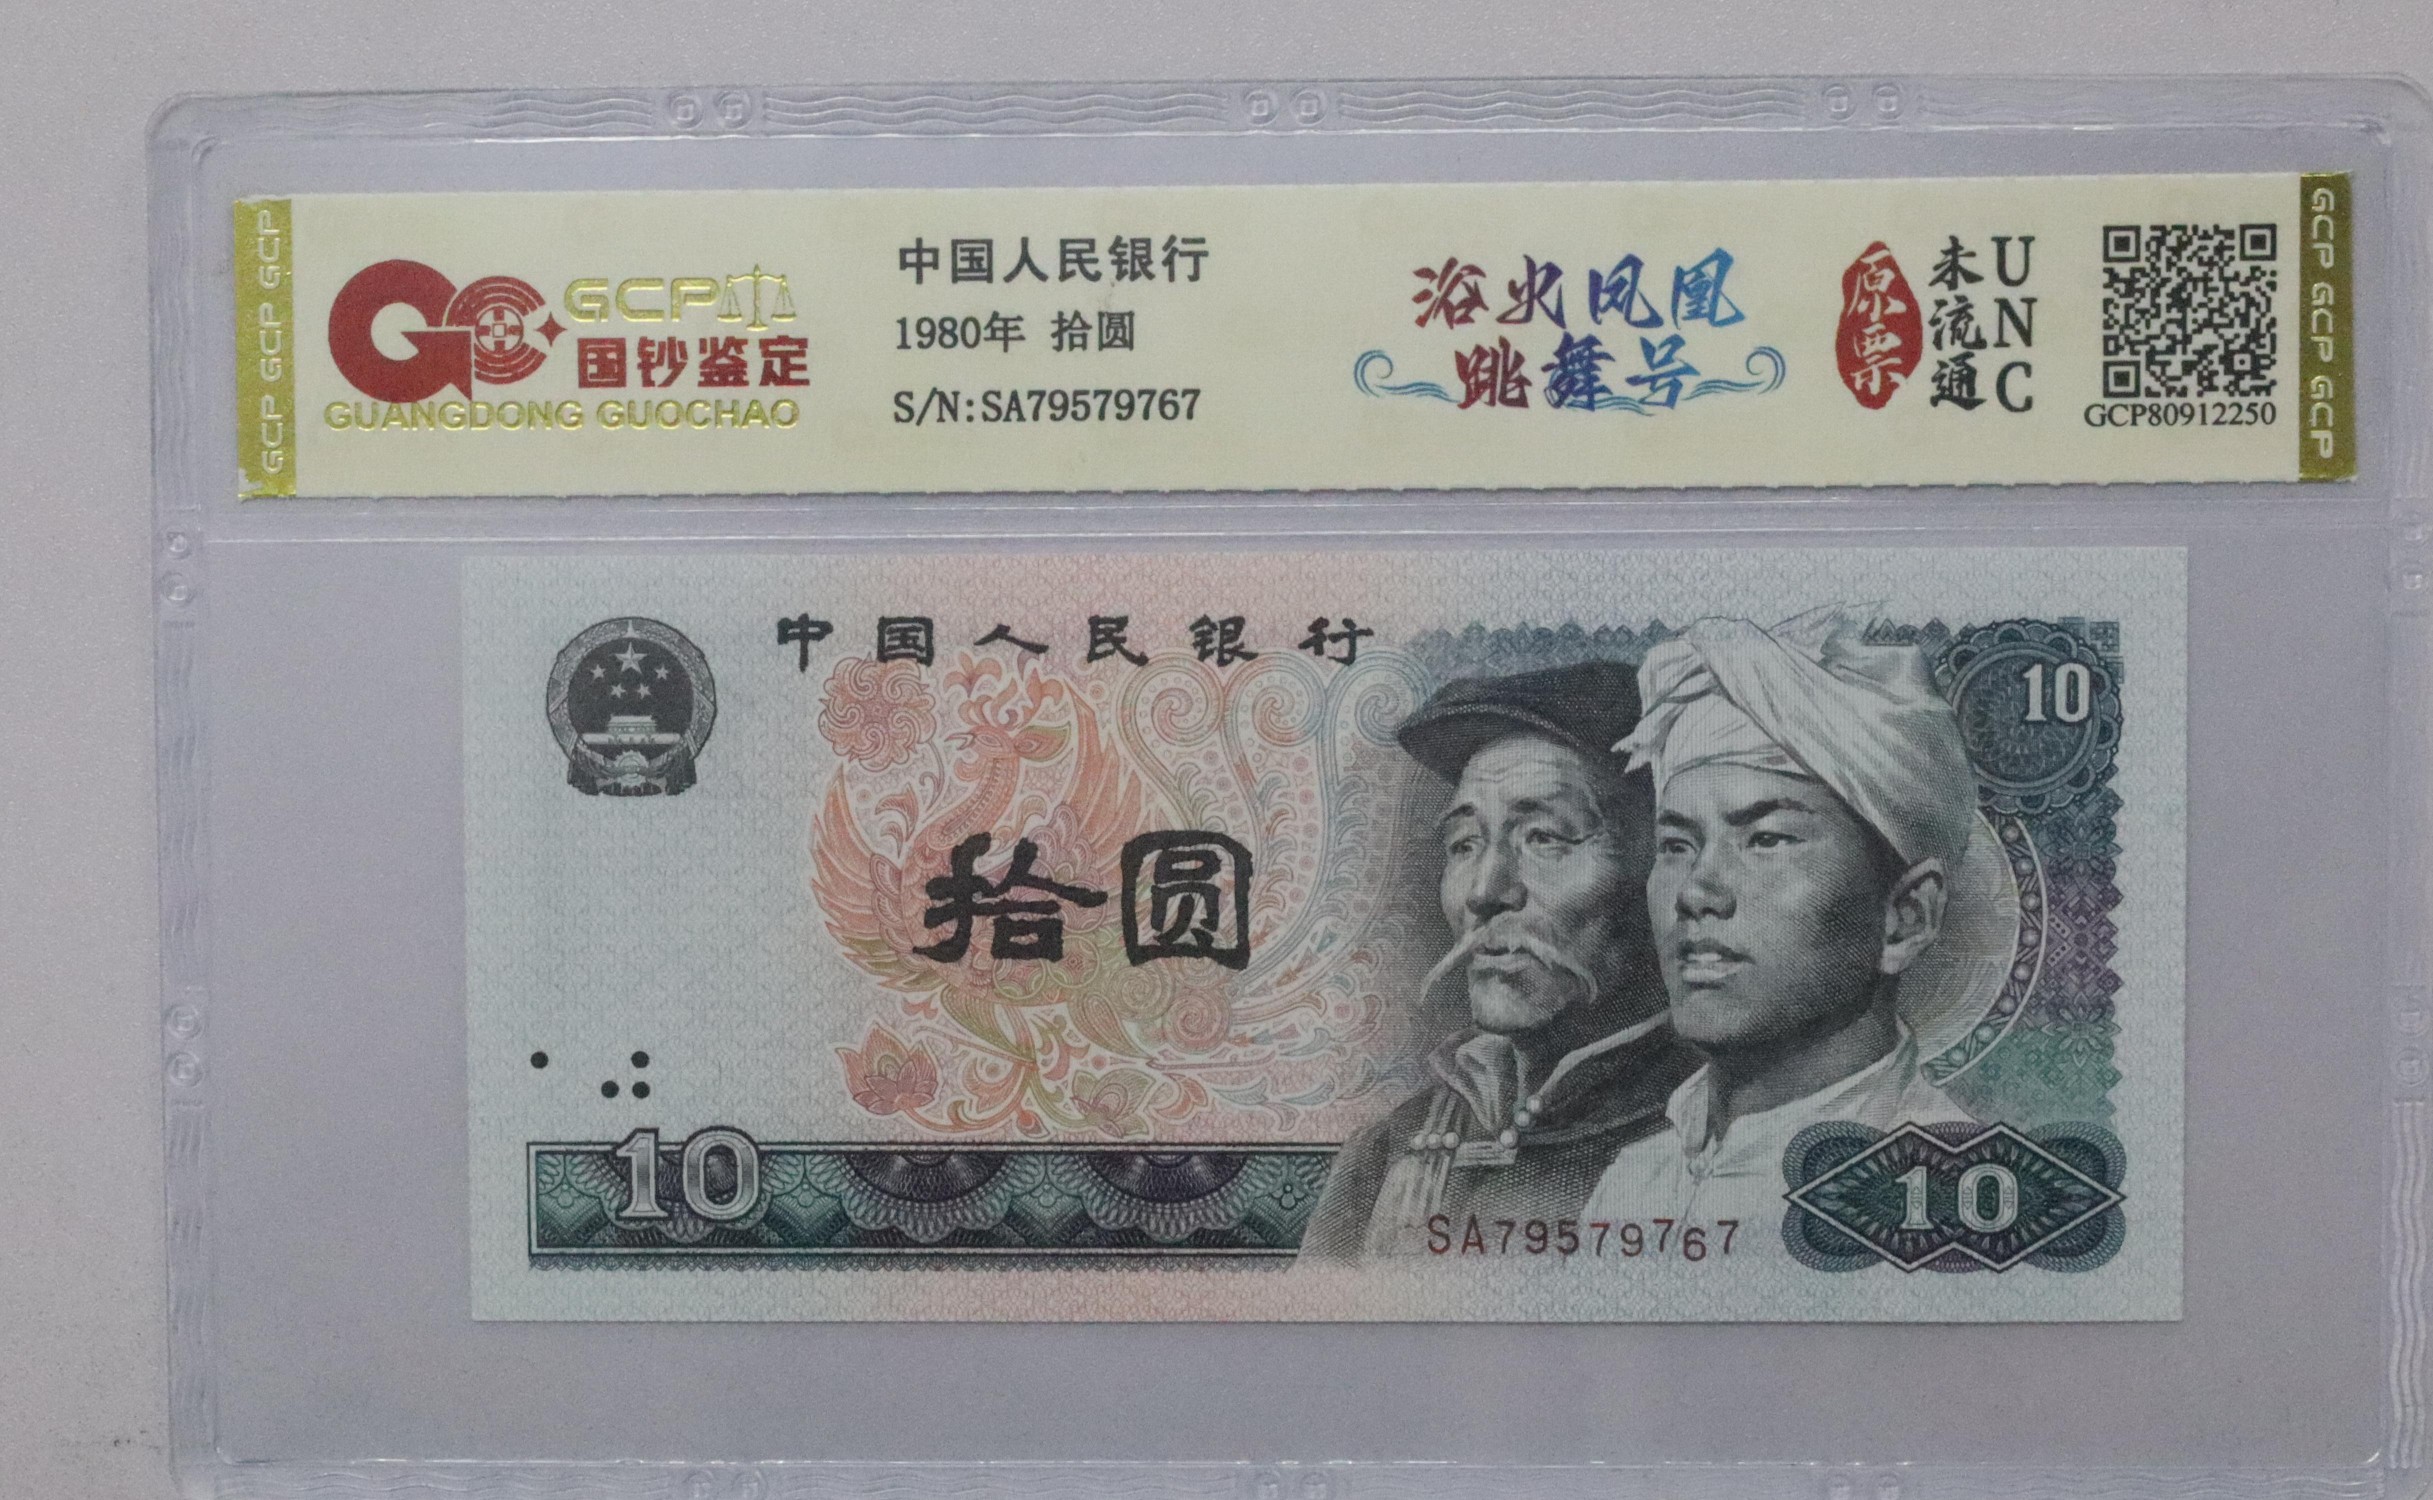 GCP GCP GCP
GCP
国钞鉴定
GUANGDONG GUOCHAO
中国人民银行
1980年 拾圆
S/N:SA79579767
浴火凤凰
跳舞号
原票
未流通
UNC
GCP80912250
GCP GCP GCP
中国人民银行
10
拾圆
10
10
SA79579767